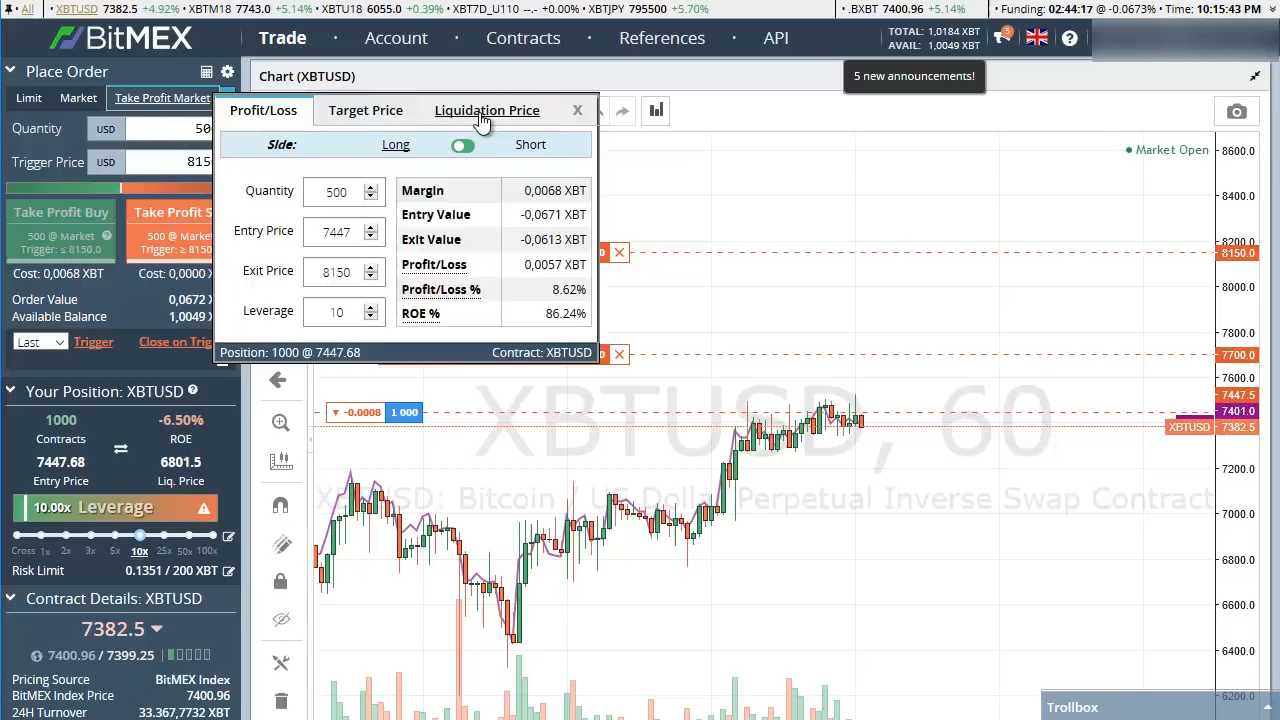 All · XBTUSD 7382.5 +4.92% · XBTM18 7743.0 +5.14% · XBTU18 6055.0 +0.39% · XBT7D_U110 --.- +0.00% · XBTJPY 795500 +5.70% · .BXBT 7400.96 +5.14% · Funding: 02:44:17 @ -0.0673% · Time: 10:15:43 PM
BitMEX Trade · Account · Contracts · References · API
TOTAL: 1,0184 XBT
AVAIL: 1,0049 XBT
5
Place Order
Limit Market Take Profit Market
Quantity USD 50
Trigger Price USD 815
Take Profit Buy
500 @ Market
Trigger: ≤ 8150.0
Take Profit S
500 @ Market
Trigger: ≥ 8150
Cost: 0,0068 XBT Cost: 0,0000 X
Order Value 0,0672 X
Available Balance 1,0049 X
Last Trigger Close on Trig
Your Position: XBTUSD
1000 -6.50%
Contracts ROE
7447.68 6801.5
Entry Price Liq. Price
10.00x Leverage
Cross 1x 2x 3x 5x 10x 25x 50x 100x
Risk Limit 0.1351 / 200 XBT
Contract Details: XBTUSD
7382.5
7400.96 / 7399.25
Pricing Source BitMEX Index
BitMEX Index Price 7400.96
24H Turnover 33.367,7732 XBT
Chart (XBTUSD)
5 new announcements!
Profit/Loss Target Price Liquidation Price X
Side: Long Short
Quantity 500
Entry Price 7447
Exit Price 8150
Leverage 10
Margin 0,0068 XBT
Entry Value -0,0671 XBT
Exit Value -0,0613 XBT
Profit/Loss 0,0057 XBT
Profit/Loss % 8.62%
ROE % 86.24%
Position: 1000 @ 7447.68 Contract: XBTUSD
Market Open
-0.0008 1 000
XBTUSD, 60
XBTUSD: Bitcoin / US Dollar Perpetual Inverse Swap Contract
8600.0
8400.0
8200.0
8150.0
8000.0
7800.0
7700.0
7600.0
7447.5
7401.0
XBTUSD 7382.5
7200.0
7000.0
6800.0
6600.0
6400.0
6200.0
Trollbox